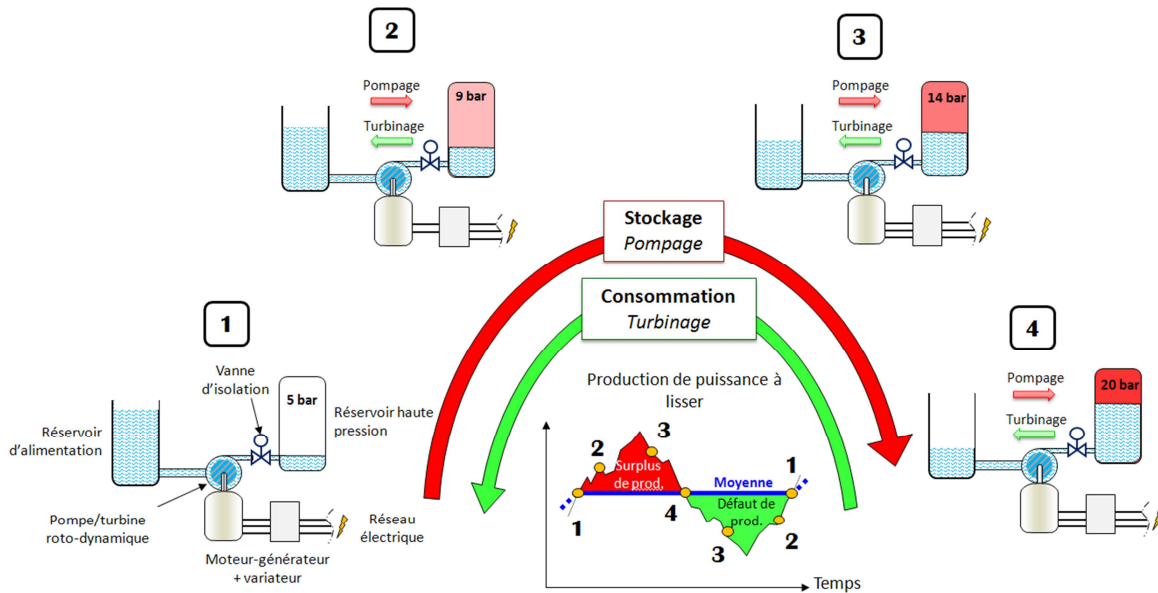 2
3
Pompage
Turbinage
9 bar
Pompage
Turbinage
14 bar
Stockage
Pompage
Consommation
Turbinage
1
4
Vanne
d'isolation
5 bar
Réservoir haute
pression
Réservoir
d'alimentation
Pompe/turbine
roto-dynamique
Réseau
électrique
Moteur-générateur
+ variateur
Pompage
Turbinage
20 bar
Production de puissance à
lisser
3
2
Surplus
de prod.
1
Moyenne
1
4
Défaut de
prod.
3
2
Temps